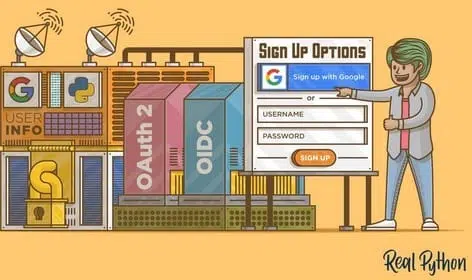 USER
INFO
OAuth 2
OIDC
SIGN UP OPTIONS
G
Sign up with Google
or
USERNAME
PASSWORD
SIGN UP
Real Python